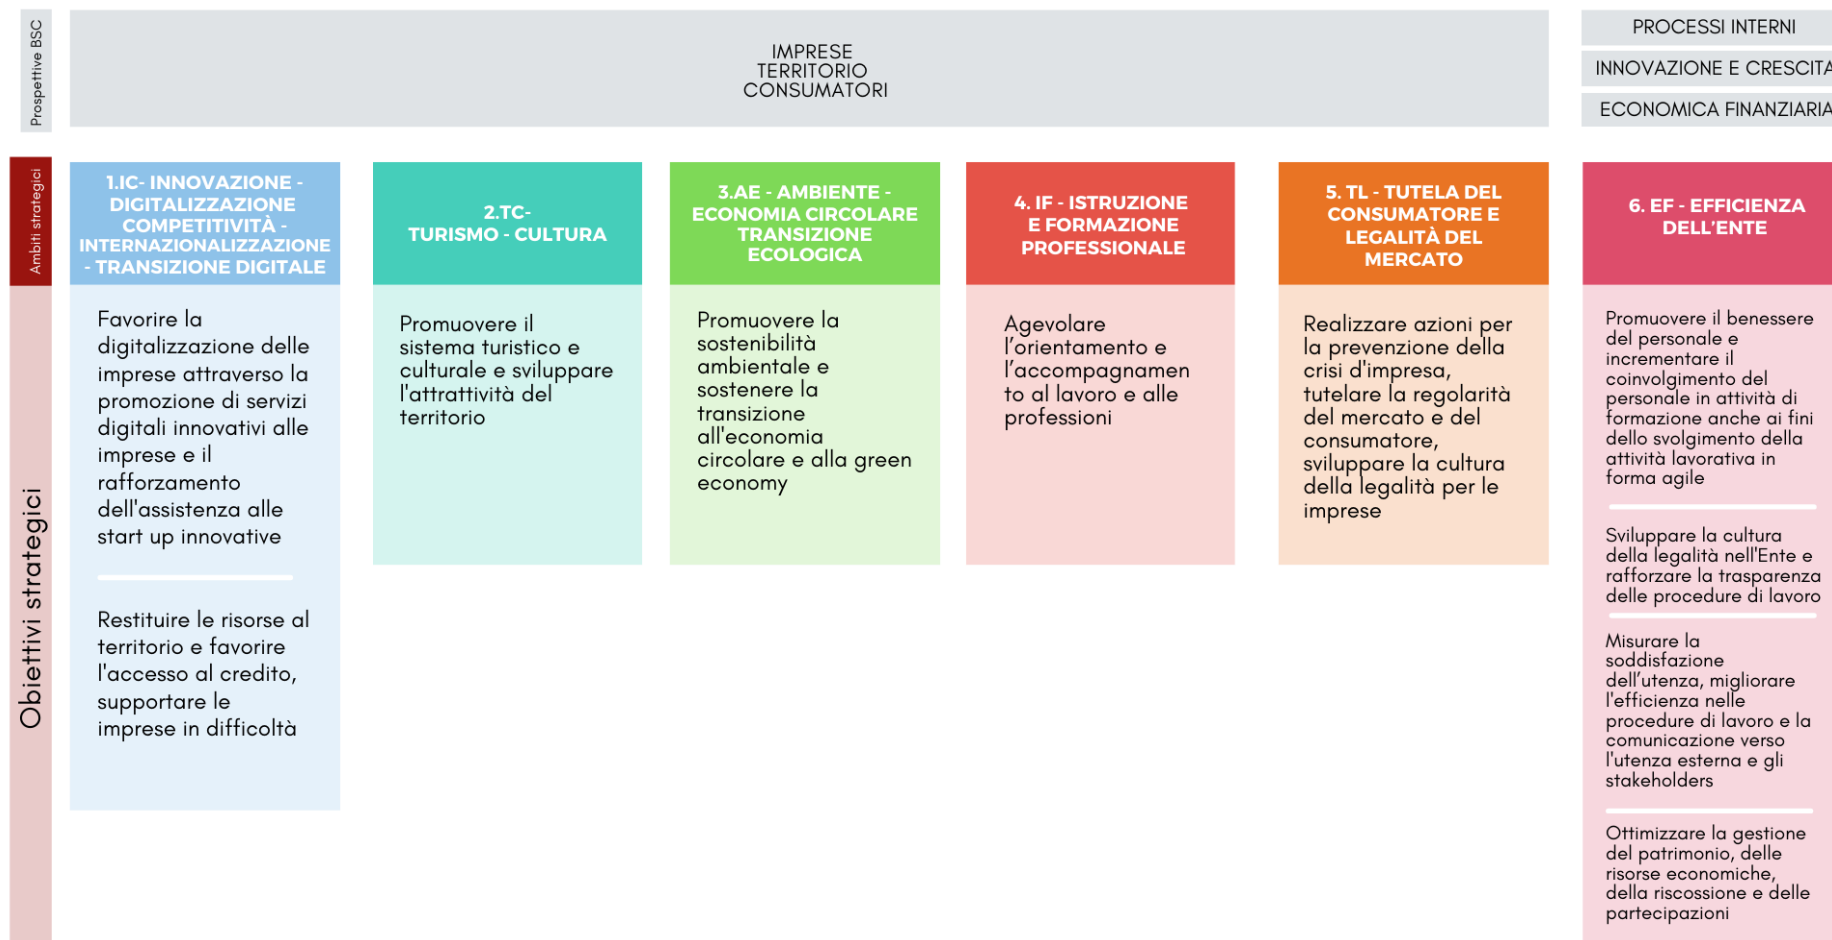 Prospettive BSC
IMPRESE
TERRITORIO
CONSUMATORI
PROCESSI INTERNI
INNOVAZIONE E CRESCITA
ECONOMICA FINANZIARIA
Ambiti strategici
1.IC- INNOVAZIONE -
DIGITALIZZAZIONE
COMPETITIVITÀ -
INTERNAZIONALIZZAZIONE
- TRANSIZIONE DIGITALE
2.TC-
TURISMO - CULTURA
3.AE - AMBIENTE -
ECONOMIA CIRCOLARE
TRANSIZIONE
ECOLOGICA
4. IF - ISTRUZIONE
E FORMAZIONE
PROFESSIONALE
5. TL - TUTELA DEL
CONSUMATORE E
LEGALITÀ DEL
MERCATO
6. EF - EFFICIENZA
DELL’ENTE
Obiettivi strategici
Favorire la
digitalizzazione delle
imprese attraverso la
promozione di servizi
digitali innovativi alle
imprese e il
rafforzamento
dell'assistenza alle
start up innovative
Restituire le risorse al
territorio e favorire
l'accesso al credito,
supportare le
imprese in difficoltà
Promuovere il
sistema turistico e
culturale e sviluppare
l'attrattività del
territorio
Promuovere la
sostenibilità
ambientale e
sostenere la
transizione
all'economia
circolare e alla green
economy
Agevolare
l’orientamento e
l’accompagnamen
to al lavoro e alle
professioni
Realizzare azioni per
la prevenzione della
crisi d'impresa,
tutelare la regolarità
del mercato e del
consumatore,
sviluppare la cultura
della legalità per le
imprese
Promuovere il benessere
del personale e
incrementare il
coinvolgimento del
personale in attività di
formazione anche ai fini
dello svolgimento della
attività lavorativa in
forma agile
Sviluppare la cultura
della legalità nell'Ente e
rafforzare la trasparenza
delle procedure di lavoro
Misurare la
soddisfazione
dell’utenza, migliorare
l'efficienza nelle
procedure di lavoro e la
comunicazione verso
l'utenza esterna e gli
stakeholders
Ottimizzare la gestione
del patrimonio, delle
risorse economiche,
della riscossione e delle
partecipazioni